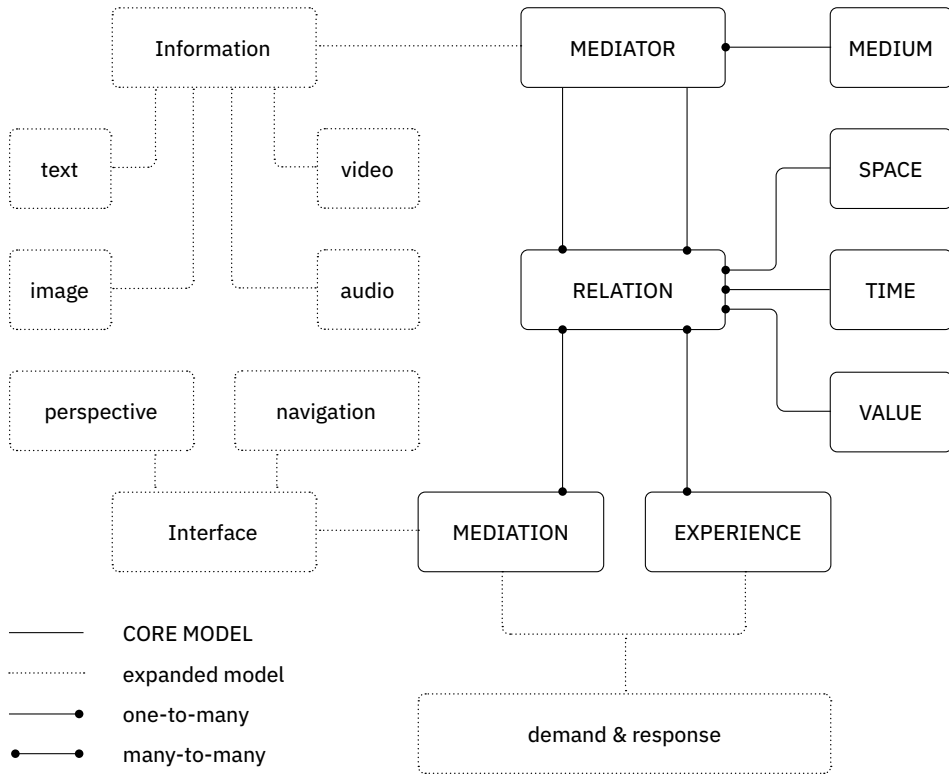 Information
MEDIATOR
MEDIUM
text
video
SPACE
image
audio
RELATION
TIME
perspective
navigation
VALUE
Interface
MEDIATION
EXPERIENCE
CORE MODEL
expanded model
one-to-many
demand & response
many-to-many